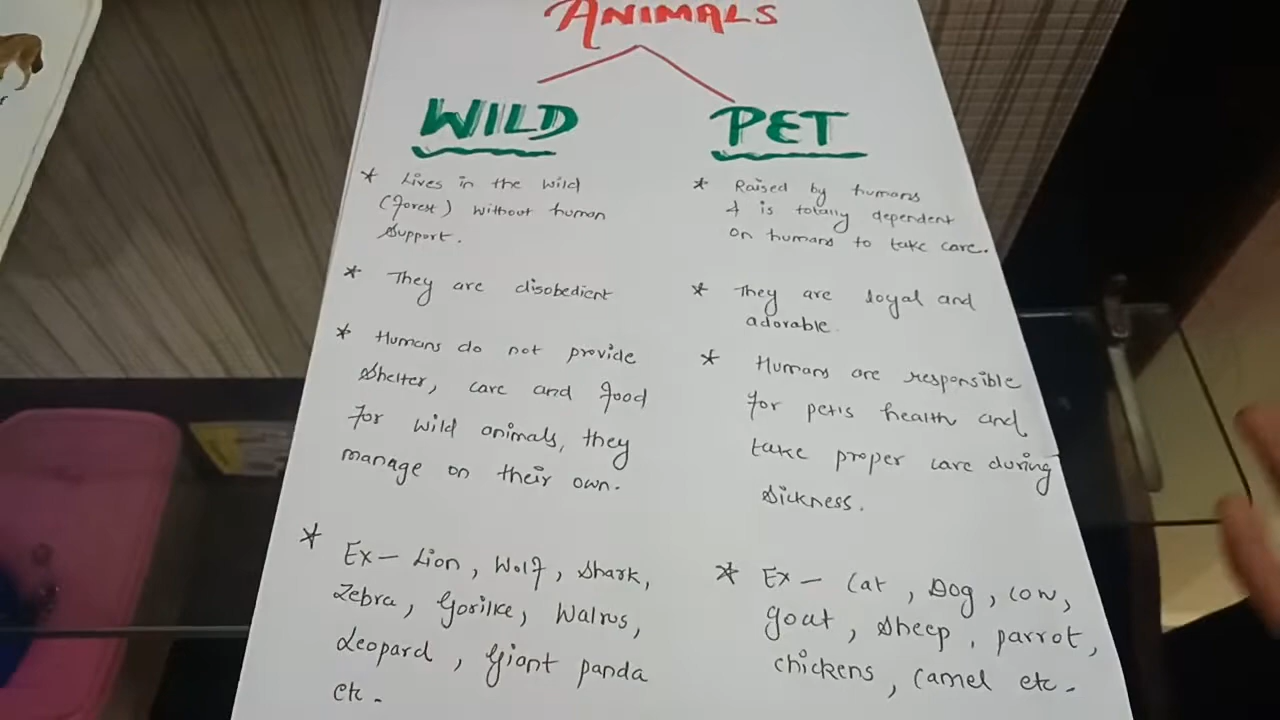 ANIMALS
WILD
* Lives in the wild
(forest) without human
support.
* They are disobedient
* Humans do not provide
shelter, care and food
for wild animals, they
manage on their own.
* Ex- Lion, Wolf, shark,
Zebra, Walrus,
Leopard, Giant panda
etc.
PET
* Raised by humans
& is totally dependent
on humans to take care.
* They are loyal and
adorable.
* Humans are responsible
for pet's health and
take proper care during
sickness.
* Ex- Cat, Dog, cow,
goat, sheep, parrot,
chickens, camel etc.